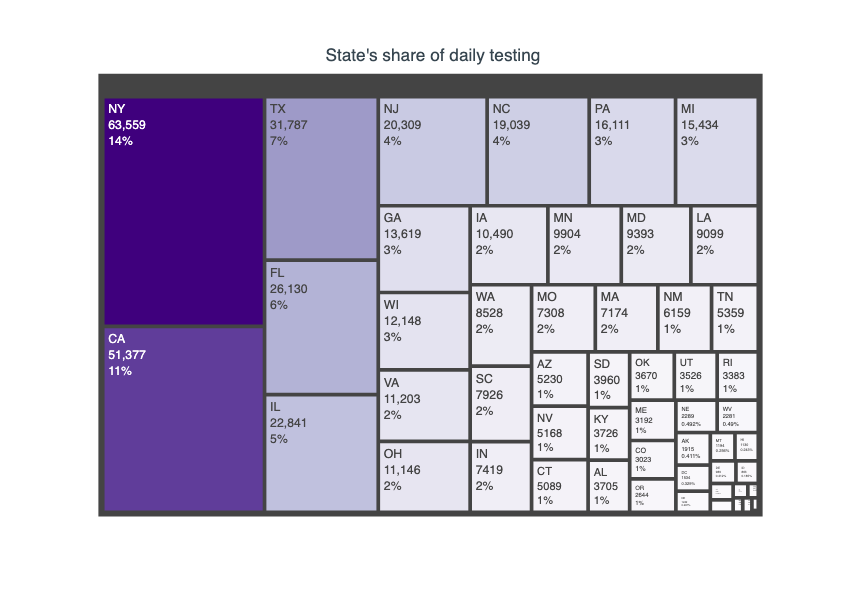 State's share of daily testing
NY
63,559
14%
CA
51,377
11%
TX
31,787
7%
FL
26,130
6%
IL
22,841
5%
NJ
20,309
4%
NC
19,039
4%
PA
16,111
3%
MI
15,434
3%
GA
13,619
3%
WI
12,148
3%
VA
11,203
2%
OH
11,146
2%
IA
10,490
2%
MN
9904
2%
MD
9393
2%
LA
9099
2%
WA
8528
2%
SC
7926
2%
IN
7419
2%
MO
7308
2%
MA
7174
2%
NM
6159
1%
TN
5359
1%
AZ
5230
1%
NV
5168
1%
CT
5089
1%
SD
3960
1%
KY
3726
1%
AL
3705
1%
OK
3670
1%
UT
3526
1%
RI
3383
1%
ME
3192
1%
CO
3023
1%
OR
2644
1%
NE
2289
0.492%
WV
2281
0.49%
AK
1915
0.411%
MT
DC